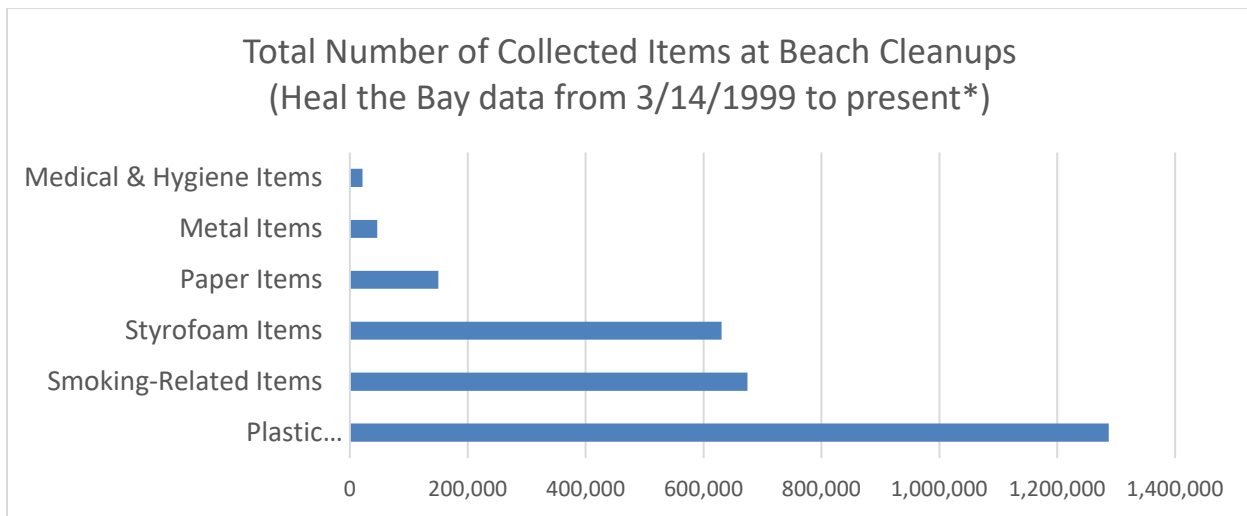 Total Number of Collected Items at Beach Cleanups
(Heal the Bay data from 3/14/1999 to present*)
Medical & Hygiene Items
Metal Items
Paper Items
Styrofoam Items
Smoking-Related Items
Plastic...
0 200,000 400,000 600,000 800,000 1,000,000 1,200,000 1,400,000